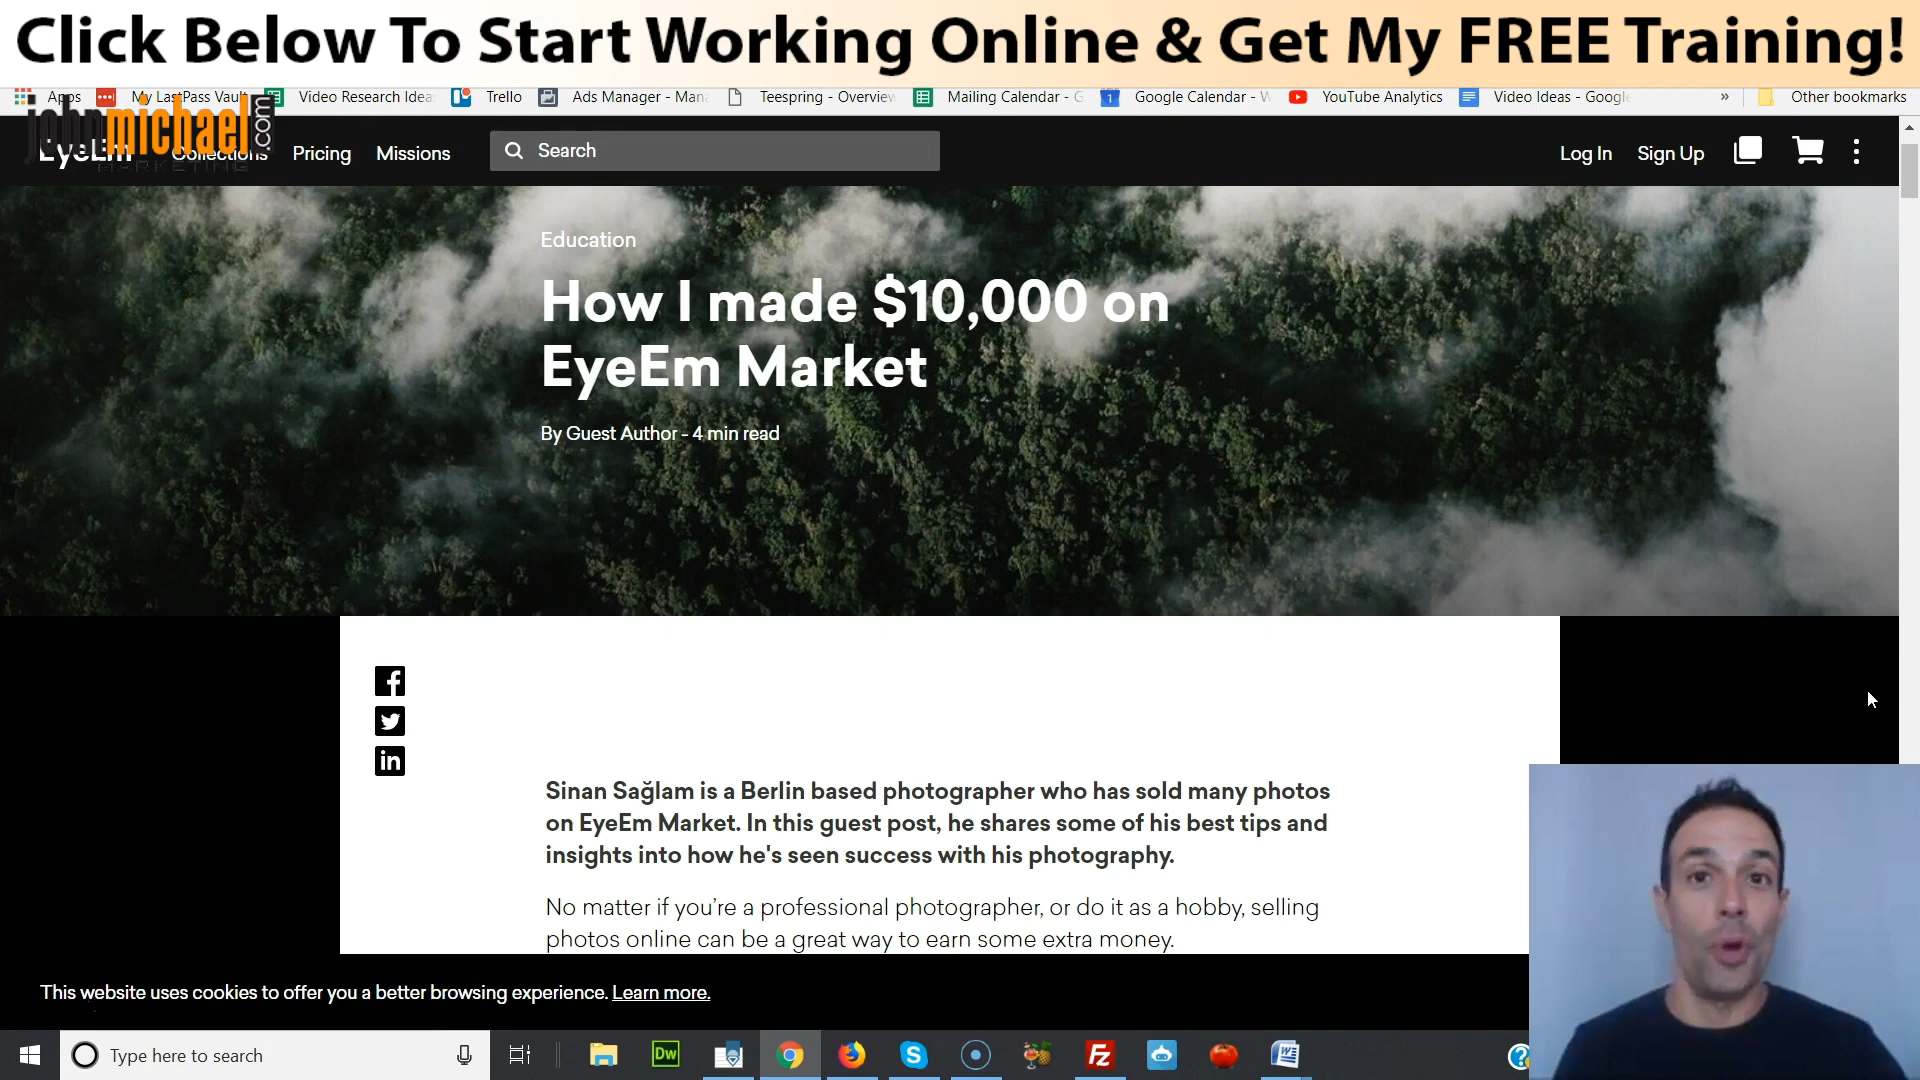 Click Below To Start Working Online & Get My FREE Training!
Apps My LastPass Vault Video Research Idea Trello Ads Manager - Man Teespring - Overview Mailing Calendar - G Google Calendar - W YouTube Analytics Video Ideas - Google » Other bookmarks
johnmichael.com
MARKETING
EyeEm Collections Pricing Missions Search Log In Sign Up
Education
How I made $10,000 on
EyeEm Market
By Guest Author - 4 min read
Sinan Sağlam is a Berlin based photographer who has sold many photos
on EyeEm Market. In this guest post, he shares some of his best tips and
insights into how he's seen success with his photography.
No matter if you’re a professional photographer, or do it as a hobby, selling
photos online can be a great way to earn some extra money.
This website uses cookies to offer you a better browsing experience. Learn more.
Type here to search